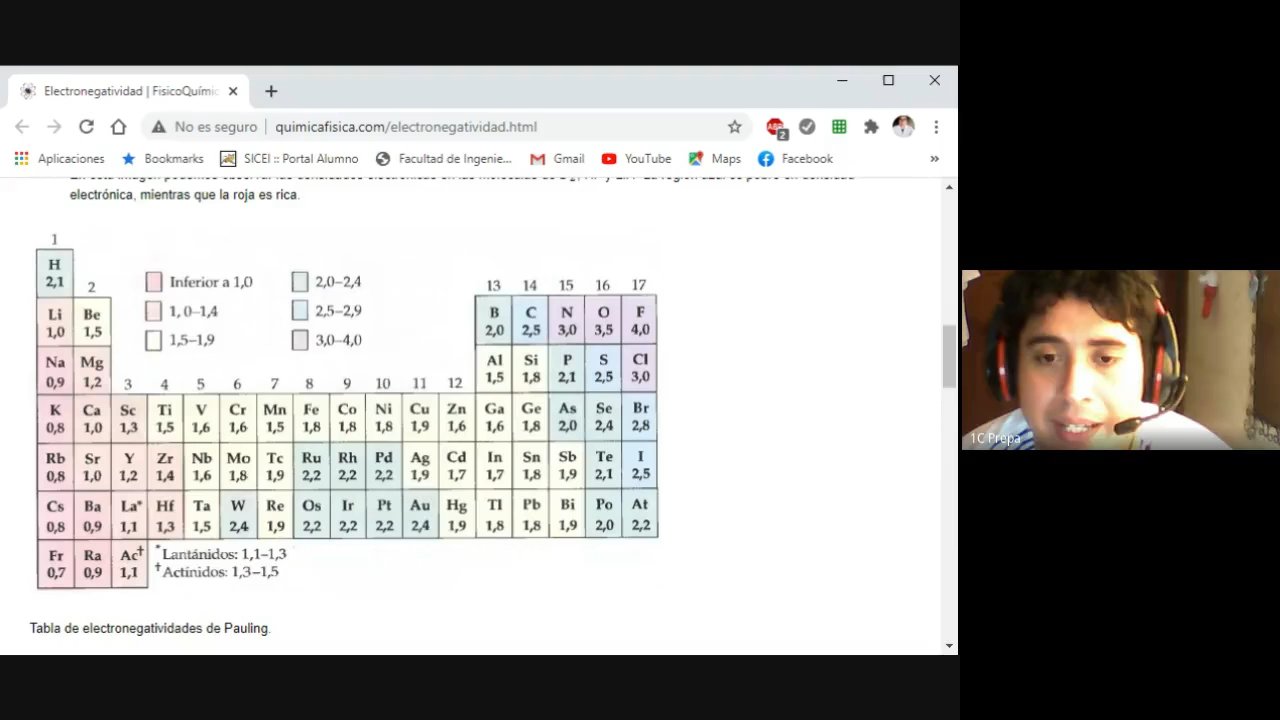 Electronegatividad | FisicoQuími
No es seguro quimicafisica.com/electronegatividad.html
2
Aplicaciones Bookmarks SICEI :: Portal Alumno Facultad de Ingenie... Gmail YouTube Maps Facebook »
electrónica, mientras que la roja es rica.
1
H
2,1
2
13 14 15 16 17
Inferior a 1,0 2,0–2,4
1,0–1,4 2,5–2,9
1,5–1,9 3,0–4,0
Li Be B C N O F
1,0 1,5 2,0 2,5 3,0 3,5 4,0
Na Mg Al Si P S Cl
0,9 1,2 1,5 1,8 2,1 2,5 3,0
3 4 5 6 7 8 9 10 11 12
K Ca Sc Ti V Cr Mn Fe Co Ni Cu Zn Ga Ge As Se Br
0,8 1,0 1,3 1,5 1,6 1,6 1,5 1,8 1,8 1,8 1,9 1,6 1,6 1,8 2,0 2,4 2,8
Rb Sr Y Zr Nb Mo Tc Ru Rh Pd Ag Cd In Sn Sb Te I
0,8 1,0 1,2 1,4 1,6 1,8 1,9 2,2 2,2 2,2 1,9 1,7 1,7 1,8 1,9 2,1 2,5
Cs Ba La* Hf Ta W Re Os Ir Pt Au Hg Tl Pb Bi Po At
0,8 0,9 1,1 1,3 1,5 2,4 1,9 2,2 2,2 2,2 2,4 1,9 1,8 1,8 1,9 2,0 2,2
Fr Ra Ac†
0,7 0,9 1,1
*Lantánidos: 1,1–1,3
†Actínidos: 1,3–1,5
Tabla de electronegatividades de Pauling.
1C Prepa